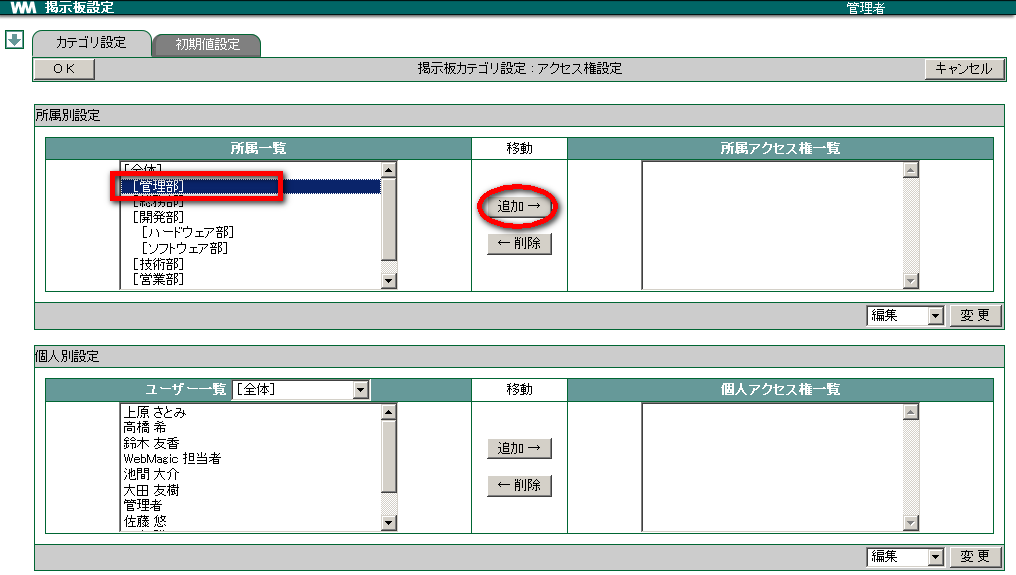 WM 掲示板設定 管理者
カテゴリ設定 初期値設定
OK 掲示板カテゴリ設定:アクセス権設定 キャンセル
所属別設定
所属一覧 移動 所属アクセス権一覧
[全体]
[管理部]
[総務部]
[開発部]
[ハードウェア部]
[ソフトウェア部]
[技術部]
[営業部]
追加→
←削除
編集 変更
個人別設定
ユーザー一覧 [全体] 移動 個人アクセス権一覧
上原 さとみ
高橋 希
鈴木 友香
WebMagic 担当者
池間 大介
大田 友樹
管理者
佐藤 悠
追加→
←削除
編集 変更